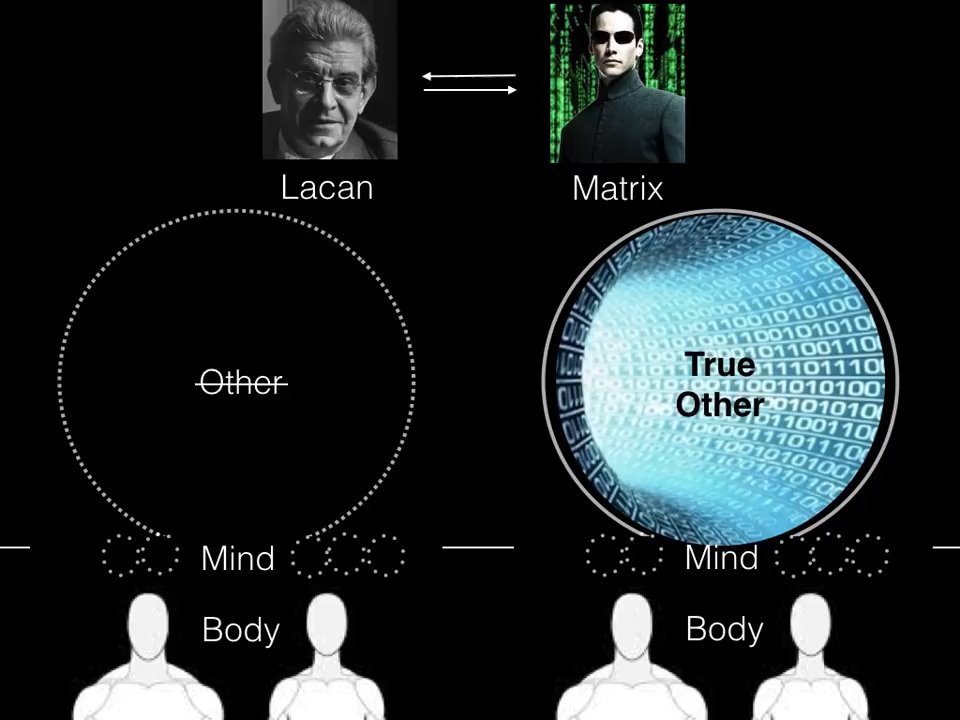 Lacan
Matrix
Other
True
Other
Mind
Mind
Body
Body